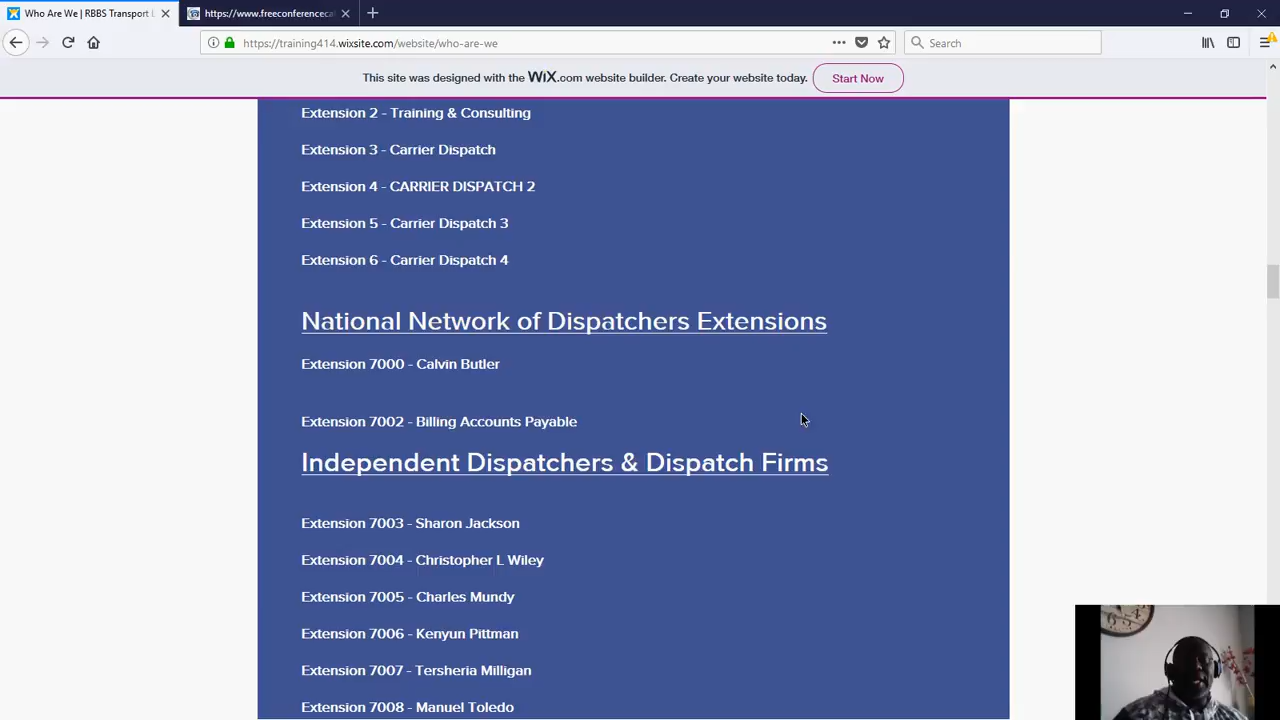 Who Are We | RBBS Transport L
https://www.freeconferenceca
https://training414.wixsite.com/website/who-are-we
Search
This site was designed with the WiX.com website builder. Create your website today.
Start Now
Extension 2 - Training & Consulting
Extension 3 - Carrier Dispatch
Extension 4 - CARRIER DISPATCH 2
Extension 5 - Carrier Dispatch 3
Extension 6 - Carrier Dispatch 4
National Network of Dispatchers Extensions
Extension 7000 - Calvin Butler
Extension 7002 - Billing Accounts Payable
Independent Dispatchers & Dispatch Firms
Extension 7003 - Sharon Jackson
Extension 7004 - Christopher L Wiley
Extension 7005 - Charles Mundy
Extension 7006 - Kenyun Pittman
Extension 7007 - Tersheria Milligan
Extension 7008 - Manuel Toledo